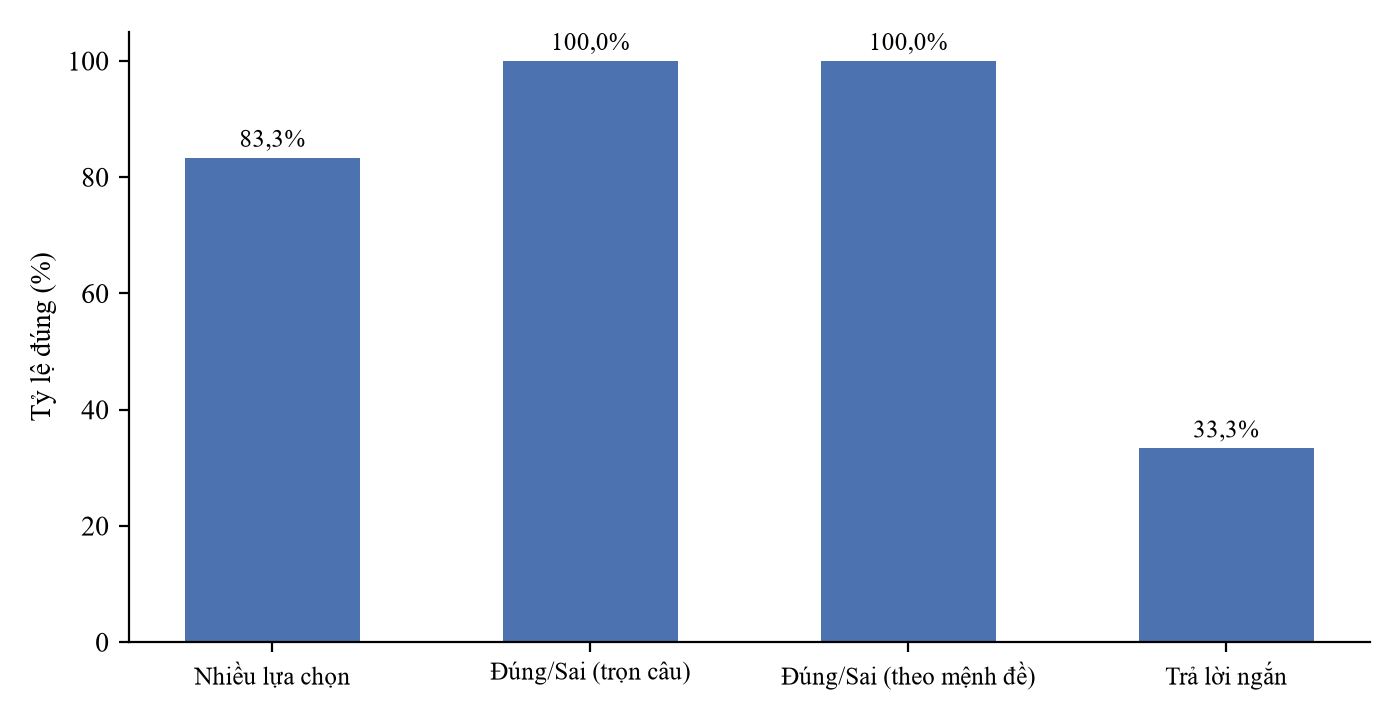 100,0%
100,0%
83,3%
33,3%
Tỷ lệ đúng (%)
100
80
60
40
20
0
Nhiều lựa chọn
Đúng/Sai (trọn câu)
Đúng/Sai (theo mệnh đề)
Trả lời ngắn